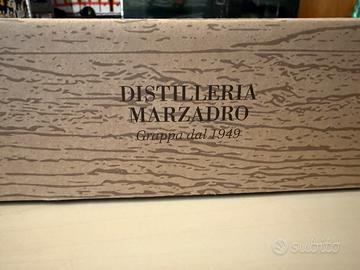 DISTILLERIA
MARZADRO
Grappa dal 1949
subito